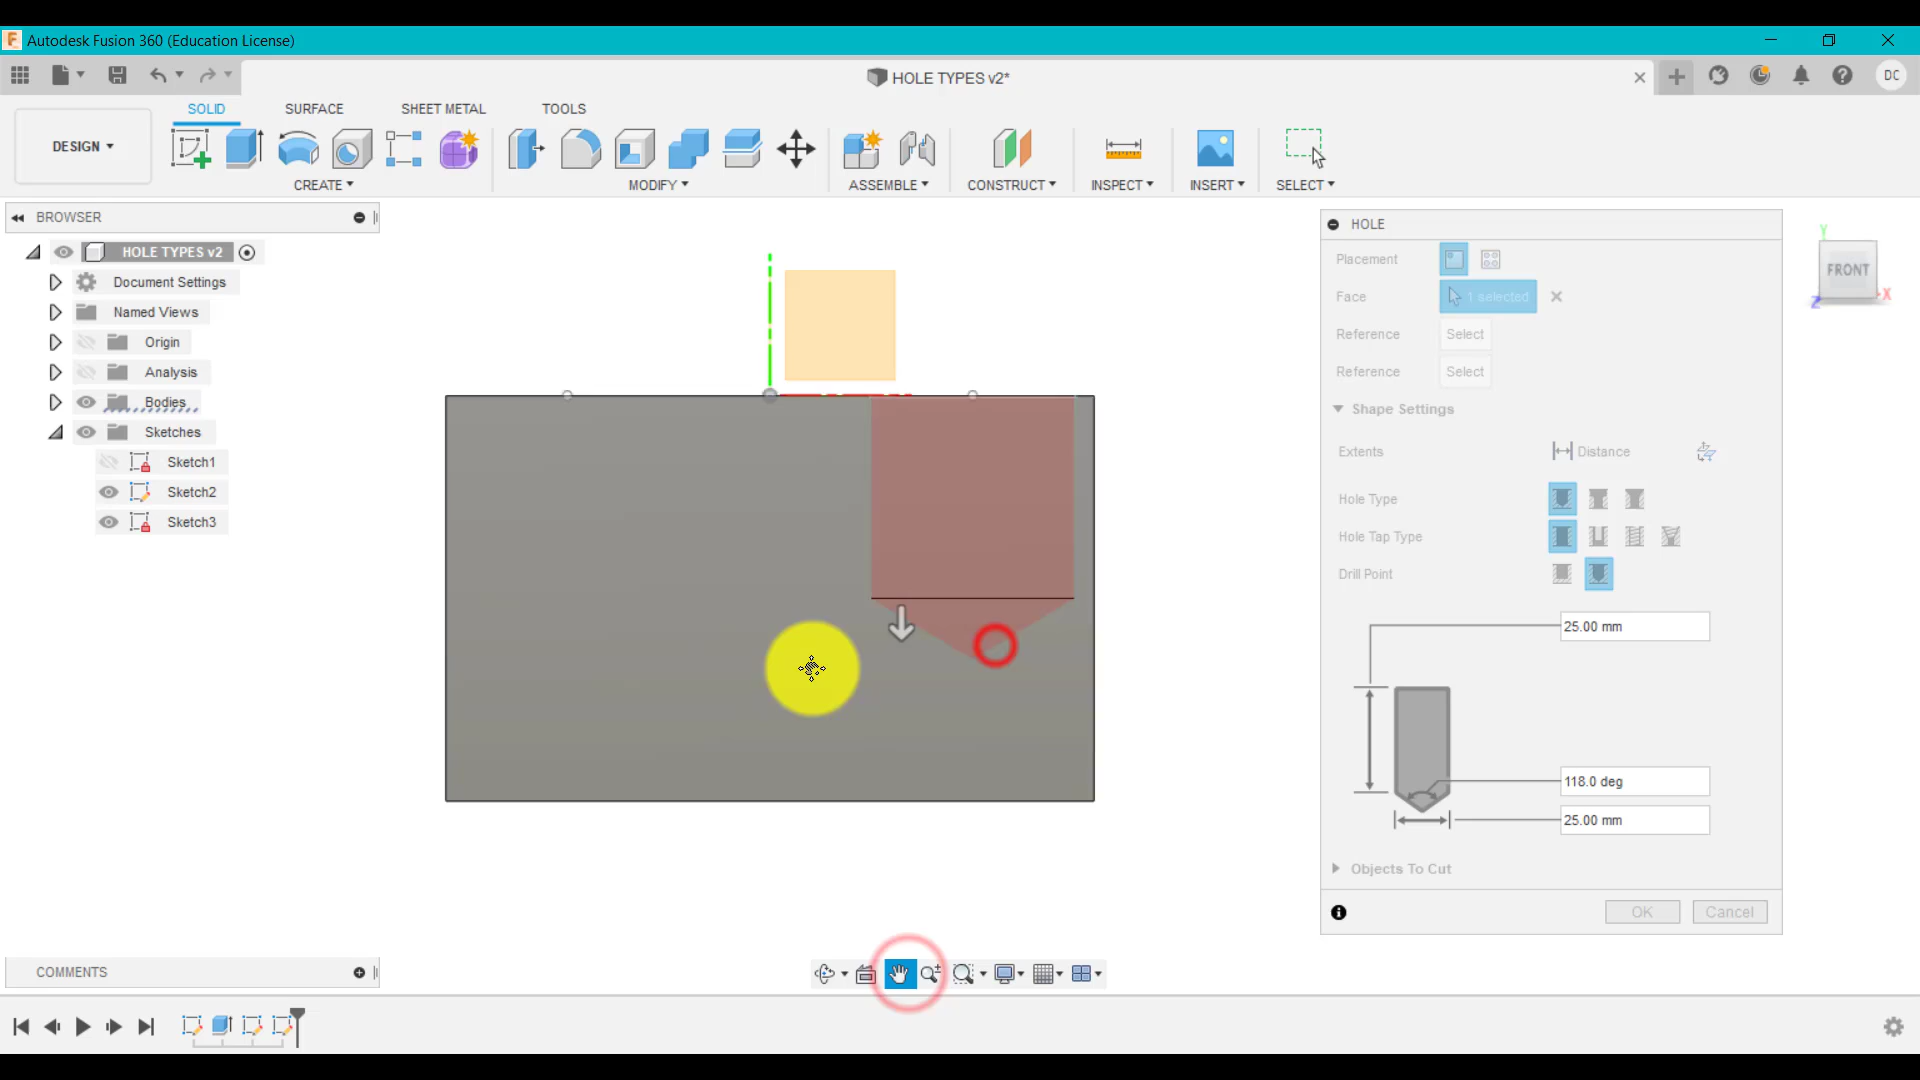 Autodesk Fusion 360 (Education License)
HOLE TYPES v2*
DC
DESIGN
SOLID
SURFACE
SHEET METAL
TOOLS
CREATE
MODIFY
ASSEMBLE
CONSTRUCT
INSPECT
INSERT
SELECT
BROWSER
HOLE TYPES v2
Document Settings
Named Views
Origin
Analysis
Bodies
Sketches
Sketch1
Sketch2
Sketch3
HOLE
Placement
Face
1 selected
Reference
Select
Reference
Select
Shape Settings
Extents
Distance
Hole Type
Hole Tap Type
Drill Point
25.00 mm
118.0 deg
25.00 mm
Objects To Cut
OK
Cancel
Y
FRONT
X
Z
COMMENTS